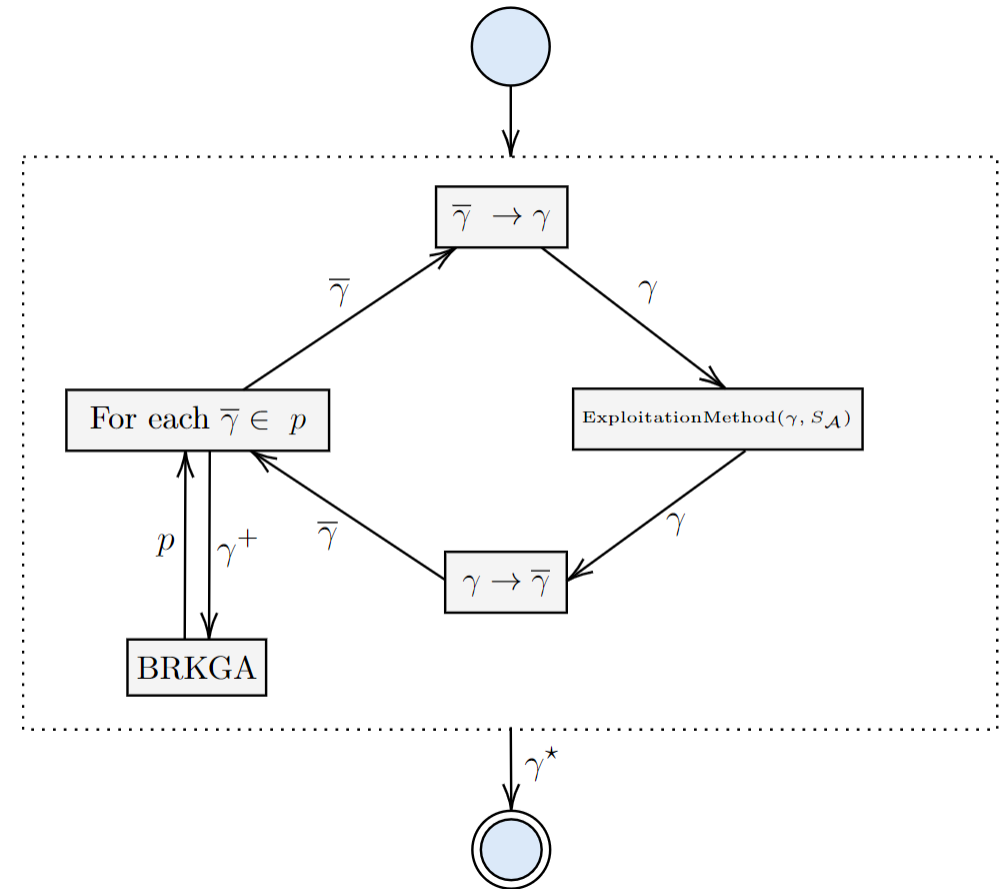 γ̅ → γ
γ̅
γ
For each γ̅ ∈ p
ExploitationMethod(γ, S_𝒜)
p
γ⁺
γ̅
γ
γ → γ̅
BRKGA
γ*